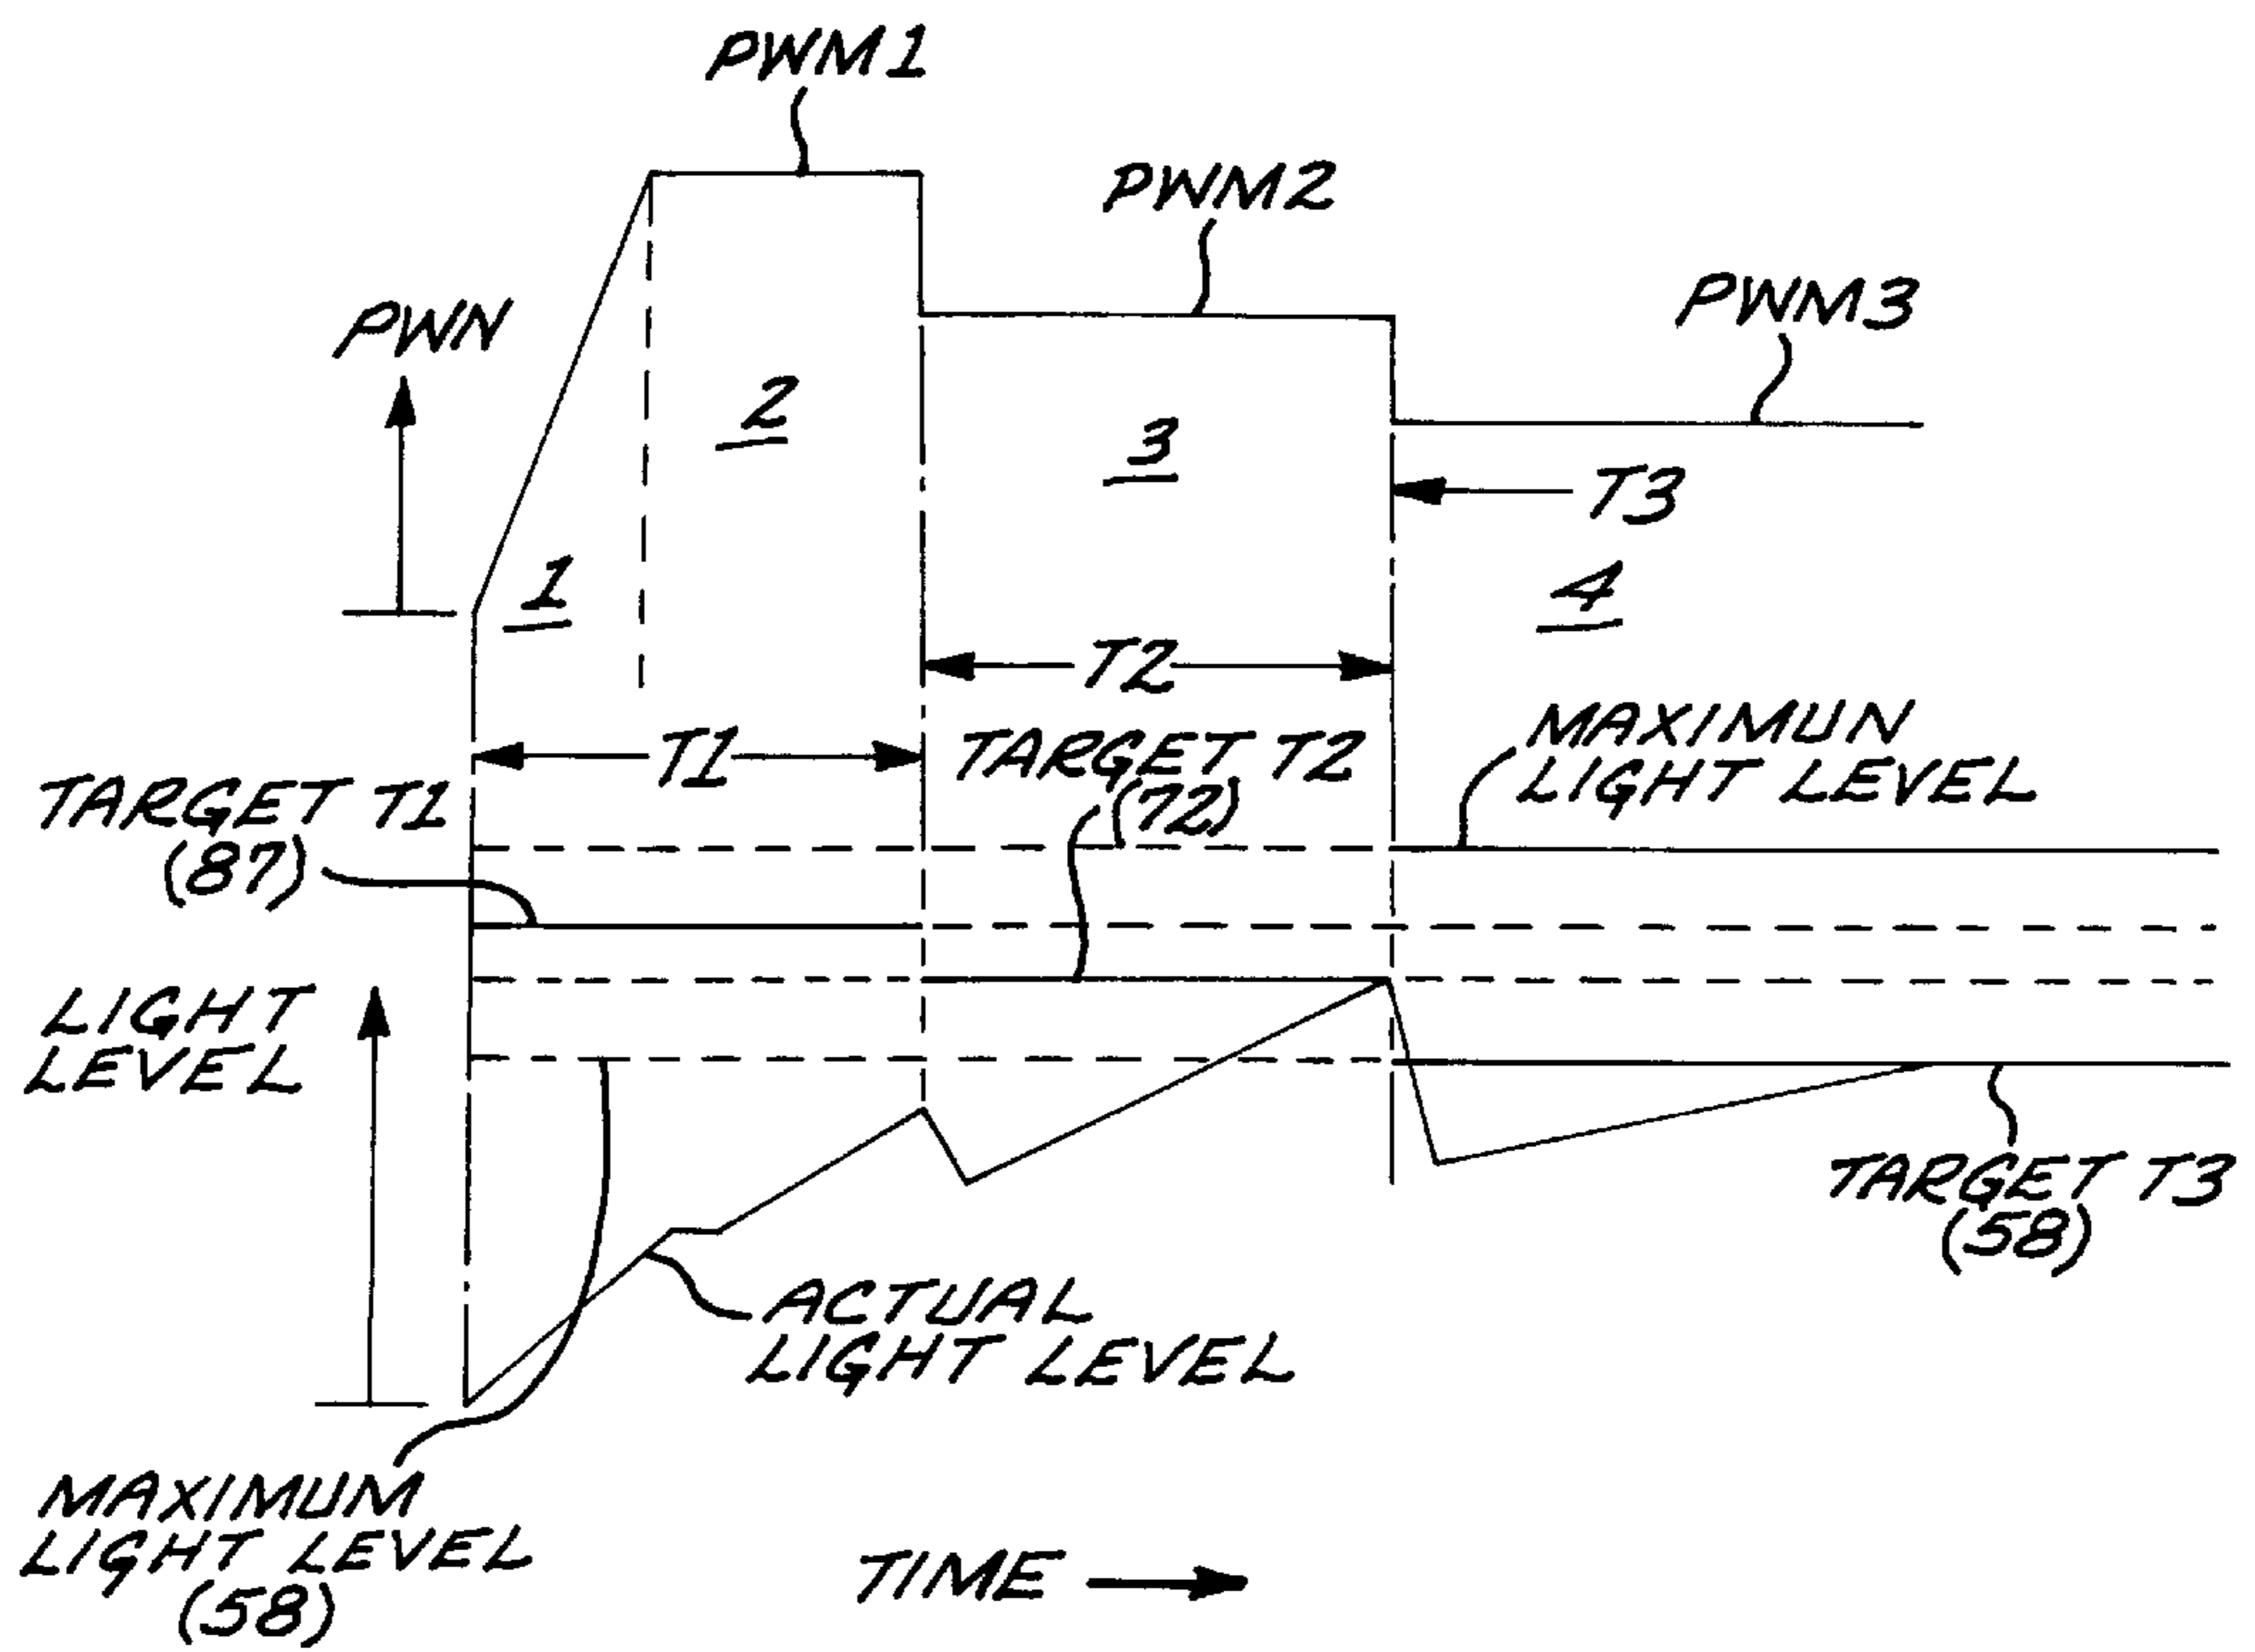 PWM1
PWM2
PWM3
PWN
2
3
T3
1
4
T2
T1
TARGET T2
(72)
MAXIMUN
LIGHT LEVEL
TARGET T1
(87)
LIGHT
LEVEL
TARGET T3
(58)
ACTUAL
LIGHT LEVEL
MAXIMUM
LIGHT LEVEL
(58)
TIME